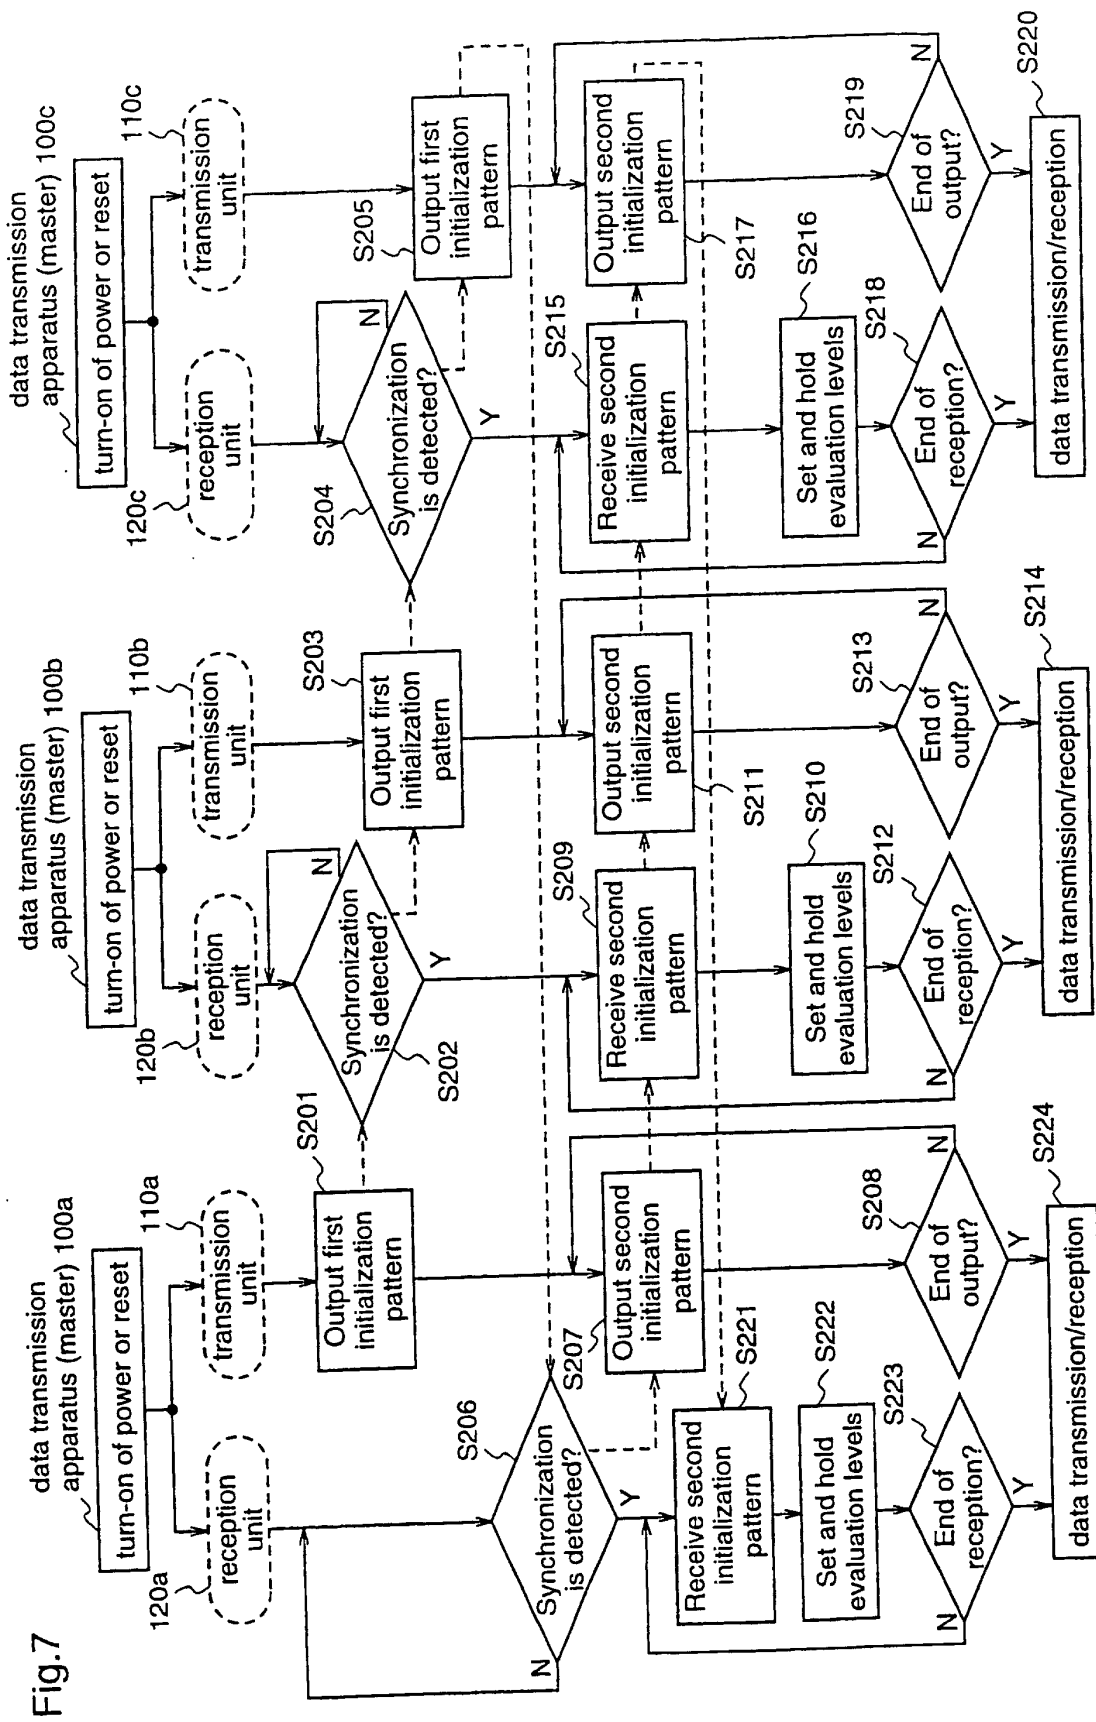 Fig.7
data transmission
apparatus (master) 100a
turn-on of power or reset
120a
reception
unit
110a
transmission
unit
S201
Output first
initialization
pattern
S206
Synchronization
is detected?
N
Y
S207
Output second
initialization
pattern
S221
Receive second
initialization
pattern
S222
Set and hold
evaluation levels
S223
End of
reception?
N
Y
S208
End of
output?
N
Y
S224
data transmission/reception
data transmission
apparatus (master) 100b
turn-on of power or reset
120b
reception
unit
110b
transmission
unit
S202
Synchronization
is detected?
N
Y
S203
Output first
initialization
pattern
S209
Receive second
initialization
pattern
S211
Output second
initialization
pattern
S210
Set and hold
evaluation levels
S212
End of
reception?
N
Y
S213
End of
output?
N
Y
S214
data transmission/reception
data transmission
apparatus (master) 100c
turn-on of power or reset
120c
reception
unit
110c
transmission
unit
S204
Synchronization
is detected?
N
Y
S205
Output first
initialization
pattern
S215
Receive second
initialization
pattern
S217
Output second
initialization
pattern
S216
Set and hold
evaluation levels
S218
End of
reception?
N
Y
S219
End of
output?
N
Y
S220
data transmission/reception